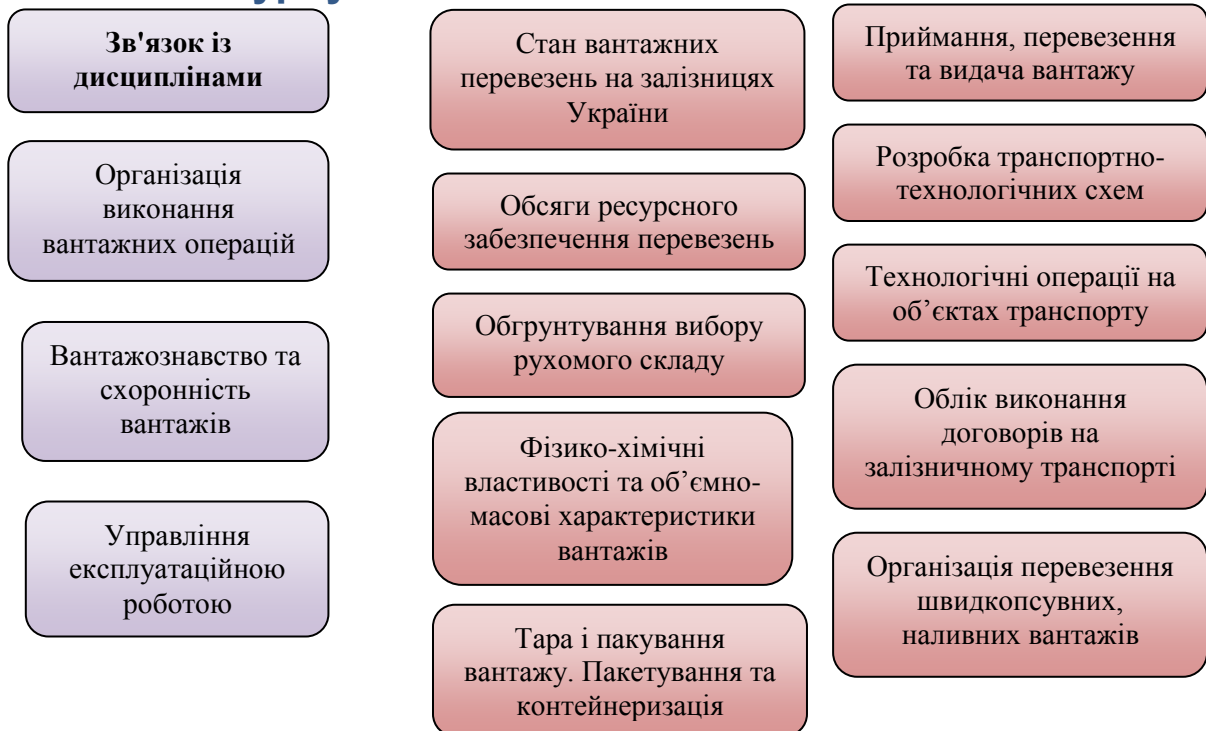 Зв'язок із
дисциплінами
Організація
виконання
вантажних операцій
Вантажознавство та
схоронність
вантажів
Управління
експлуатаційною
роботою
Стан вантажних
перевезень на залізницях
України
Обсяги ресурсного
забезпечення перевезень
Обгрунтування вибору
рухомого складу
Фізико-хімічні
властивості та об’ємно-
масові характеристики
вантажів
Тара і пакування
вантажу. Пакетування та
контейнеризація
Приймання, перевезення
та видача вантажу
Розробка транспортно-
технологічних схем
Технологічні операції на
об’єктах транспорту
Облік виконання
договорів на
залізничному транспорті
Організація перевезення
швидкопсувних,
наливних вантажів